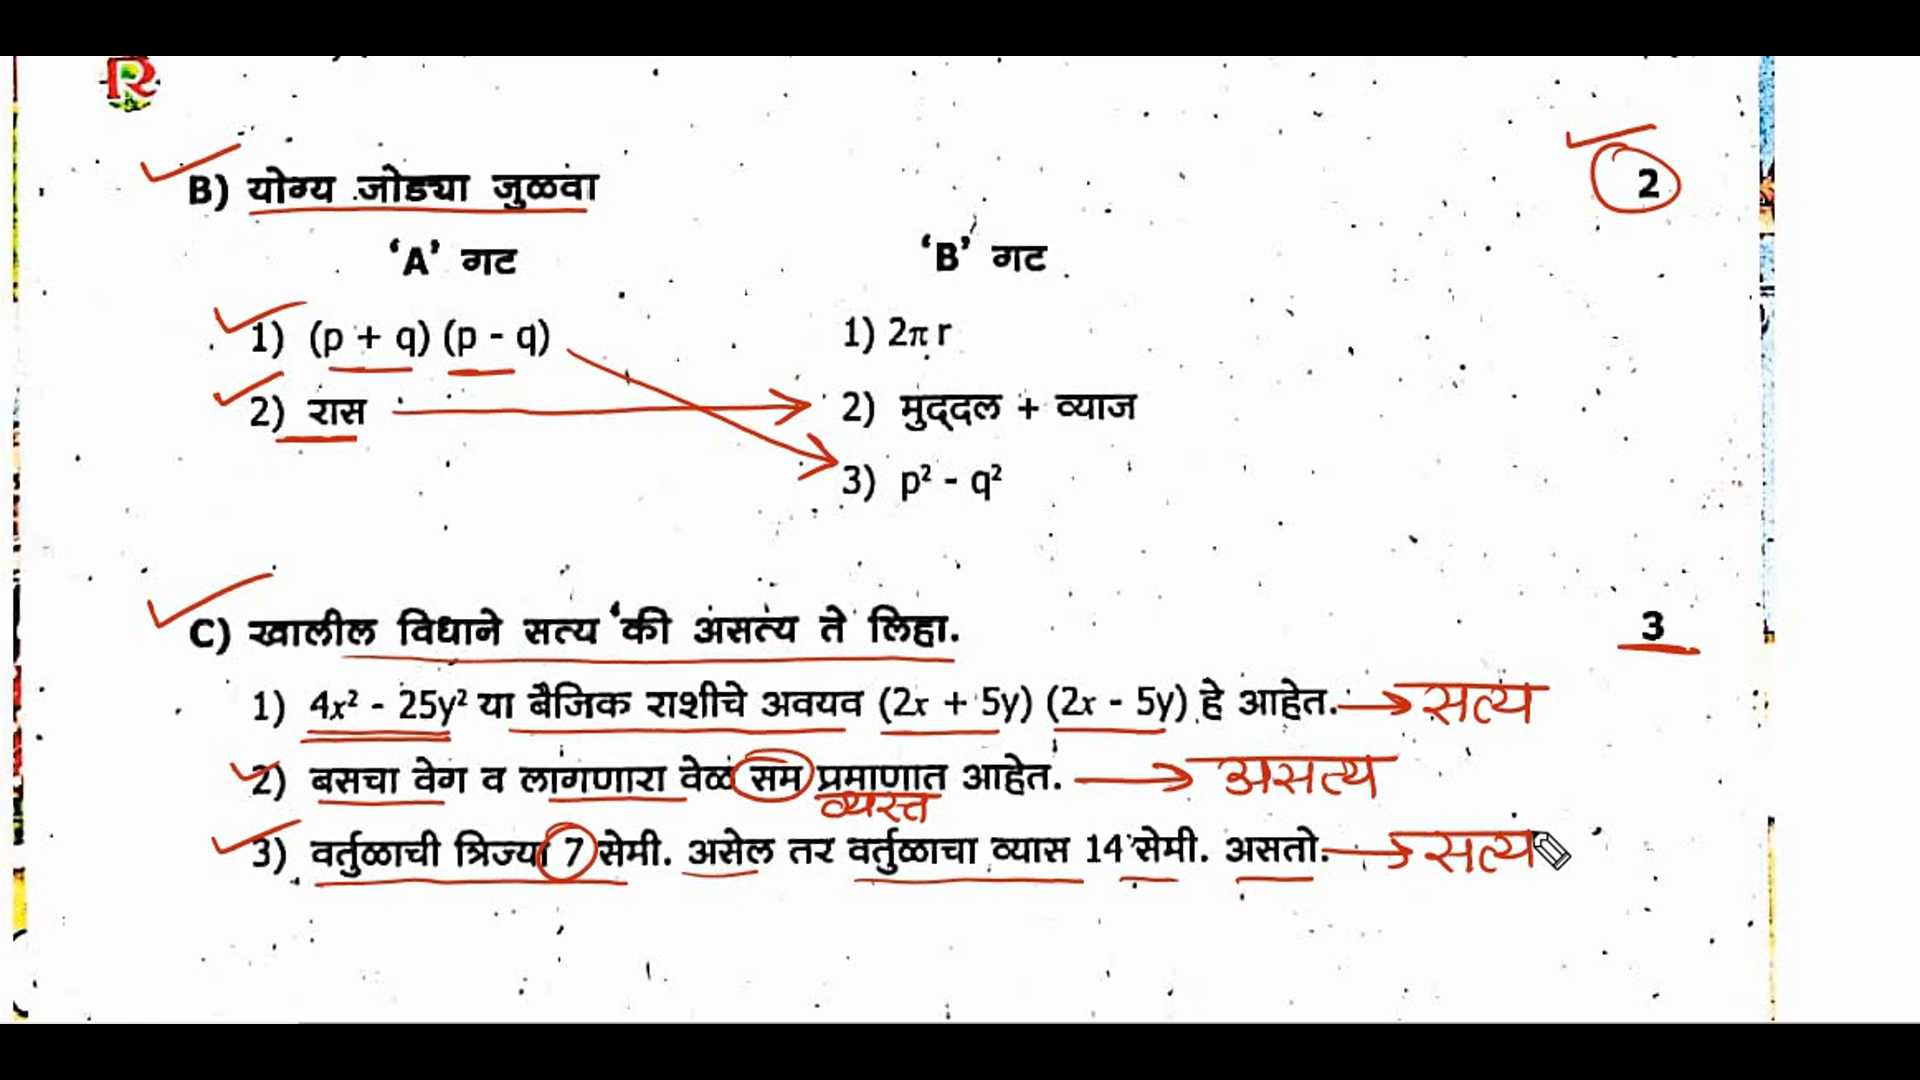 R
B) योग्य जोड्या जुळवा 2
'A' गट 'B' गट
1) (p + q) (p - q) 1) 2π r
2) रास 2) मुद्दल + व्याज
3) p² - q²
C) खालील विधाने सत्य की असत्य ते लिहा. 3
1) 4x² - 25y² या बैजिक राशीचे अवयव (2x + 5y) (2x - 5y) हे आहेत. → सत्य
2) बसचा वेग व लागणारा वेळ सम प्रमाणात आहेत. → असत्य
व्यस्त
3) वर्तुळाची त्रिज्या 7 सेमी. असेल तर वर्तुळाचा व्यास 14 सेमी. असतो. → सत्य